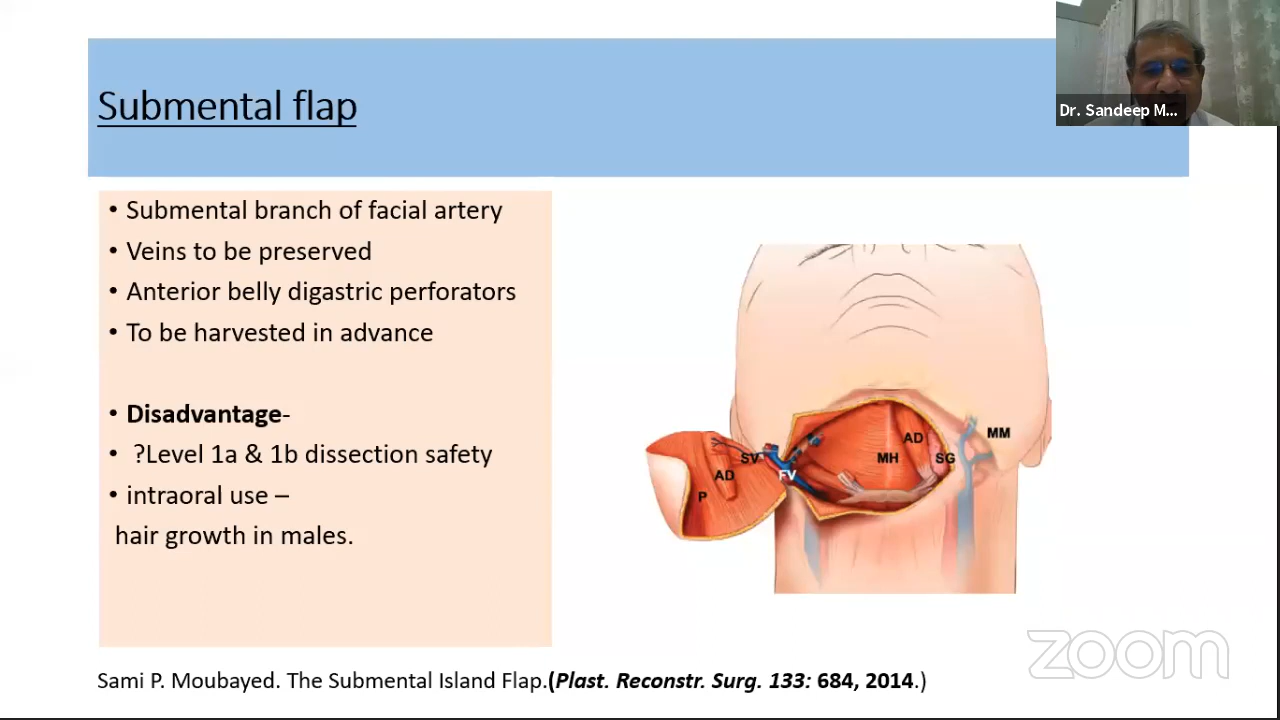 Submental flap
Dr. Sandeep M...
• Submental branch of facial artery
• Veins to be preserved
• Anterior belly digastric perforators
• To be harvested in advance
• Disadvantage-
• ?Level 1a & 1b dissection safety
• intraoral use –
hair growth in males.
AD
MM
SV
MH
SG
AD
FV
P
zoom
Sami P. Moubayed. The Submental Island Flap.(Plast. Reconstr. Surg. 133: 684, 2014.)